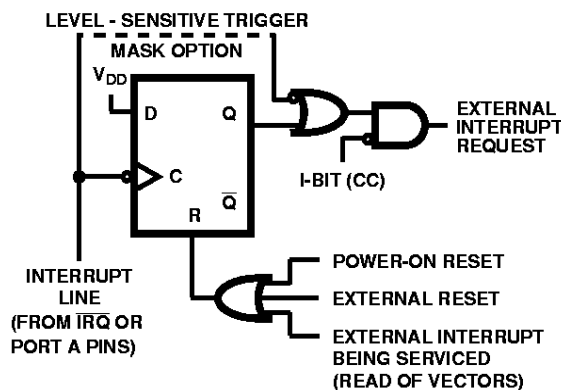 LEVEL - SENSITIVE TRIGGER
MASK OPTION
VDD
D
Q
C
Q̅
R
EXTERNAL
INTERRUPT
REQUEST
I-BIT (CC)
INTERRUPT
LINE
(FROM I̅R̅Q̅ OR
PORT A PINS)
POWER-ON RESET
EXTERNAL RESET
EXTERNAL INTERRUPT
BEING SERVICED
(READ OF VECTORS)